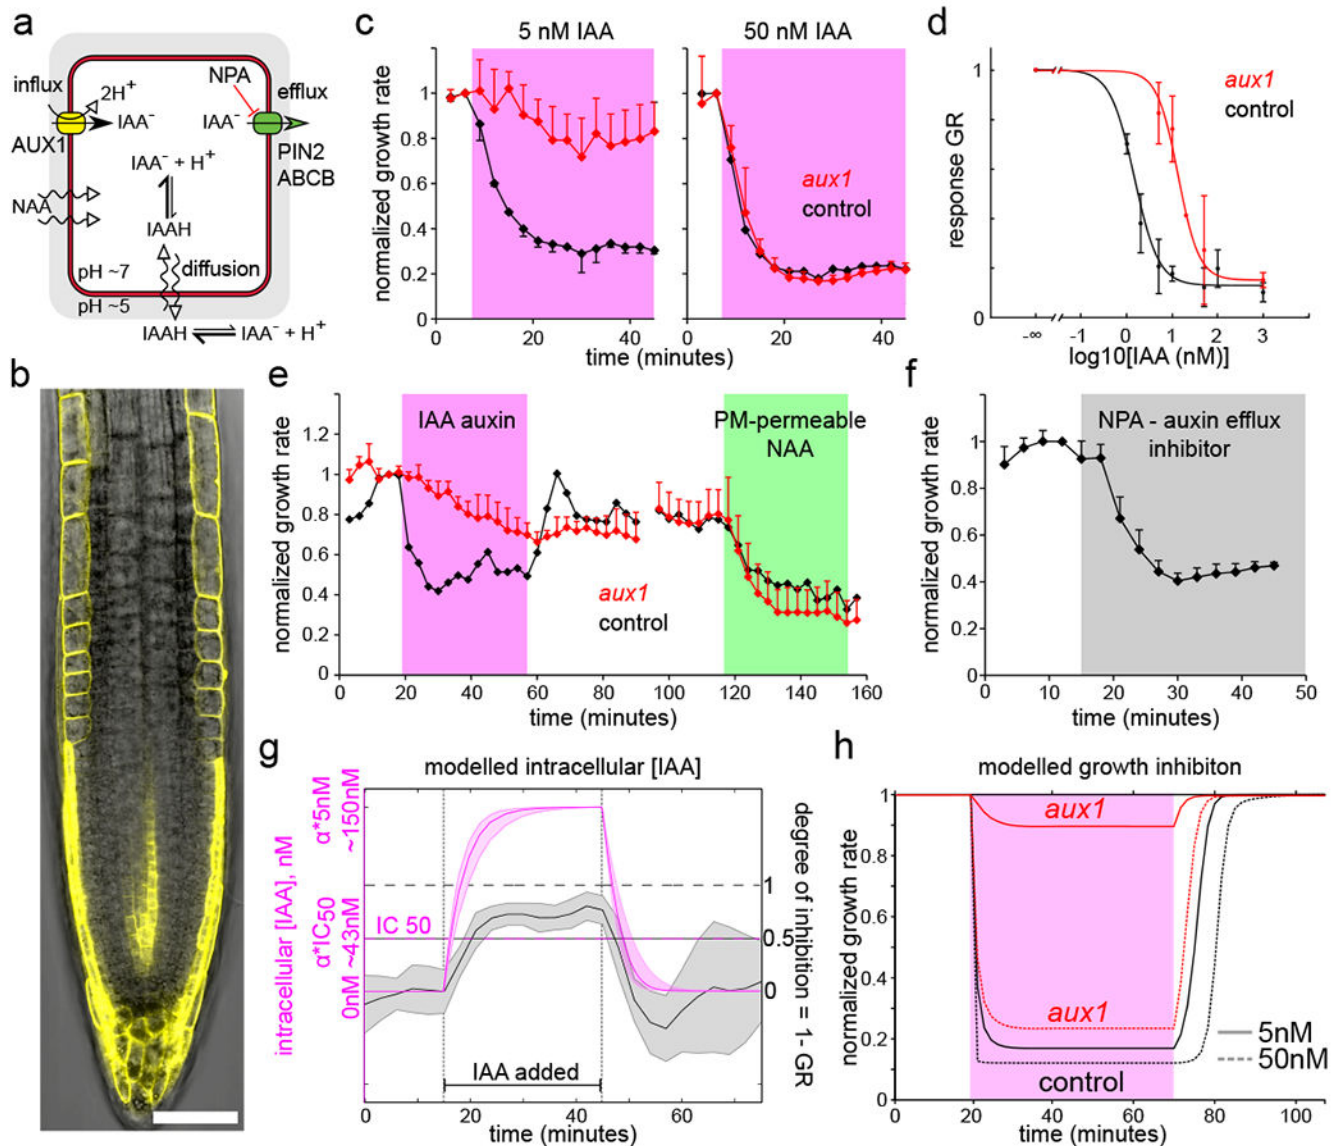 a
NPA
influx
2H⁺
efflux
IAA⁻
IAA⁻
AUX1
PIN2
ABCB
IAA⁻ + H⁺
NAA
IAAH
diffusion
pH ~7
pH ~5
IAAH
IAA⁻ + H⁺
b
c
5 nM IAA
50 nM IAA
normalized growth rate
1
0.8
0.6
0.4
0.2
0
aux1
control
0
20
40
0
20
40
time (minutes)
time (minutes)
d
response GR
1
0
aux1
control
-∞
-1
0
1
2
3
log10[IAA (nM)]
e
normalized growth rate
1.2
1
0.8
0.6
0.4
0.2
0
IAA auxin
PM-permeable
NAA
aux1
control
0
20
40
60
80
100
120
140
160
time (minutes)
f
normalized growth rate
1
0.8
0.6
0.4
0.2
0
NPA - auxin efflux
inhibitor
0
10
20
30
40
50
time (minutes)
g
modelled intracellular [IAA]
intracellular [IAA], nM
α*5nM
~150nM
α*IC50
~43nM
0nM
IC 50
1
0.5
0
degree of inhibition = 1- GR
IAA added
0
20
40
60
time (minutes)
h
modelled growth inhibiton
normalized growth rate
1
0.8
0.6
0.4
0.2
0
aux1
aux1
control
5nM
50nM
0
20
40
60
80
100
time (minutes)